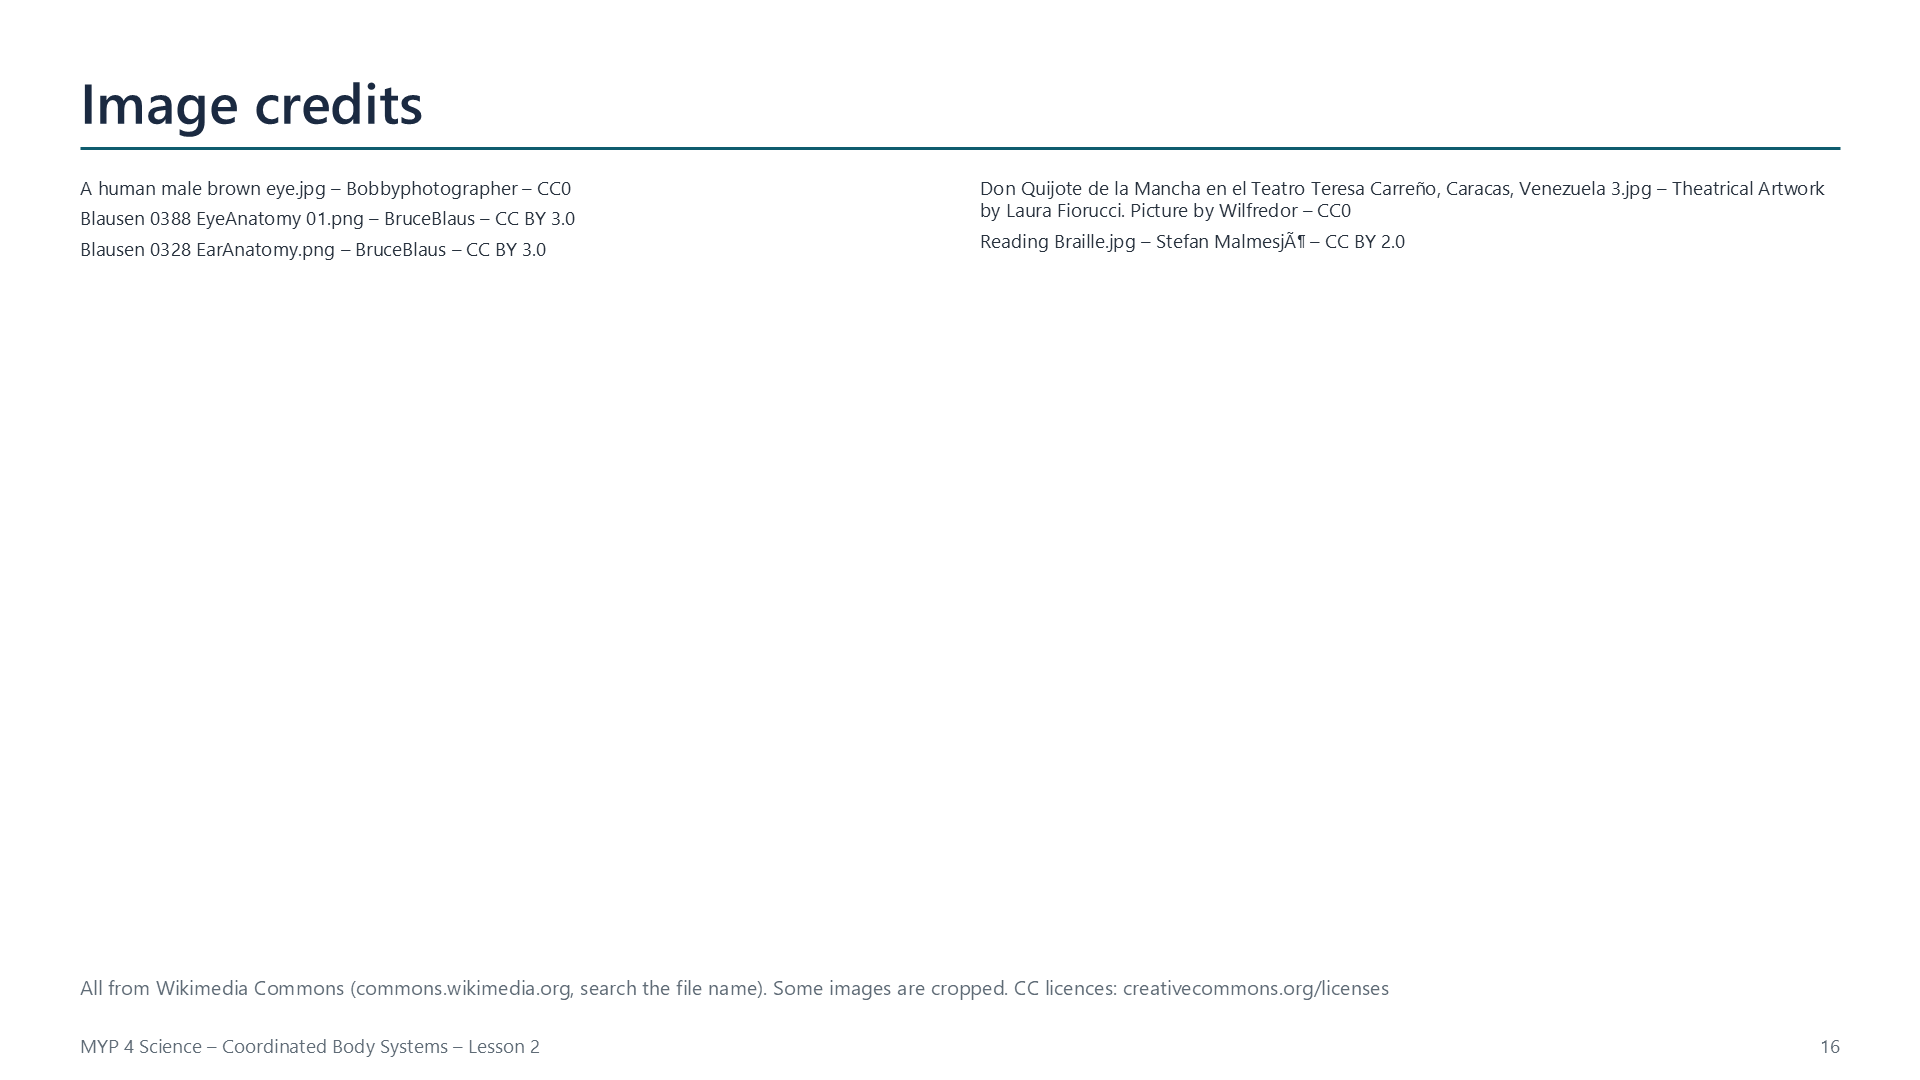 Image credits
A human male brown eye.jpg – Bobbyphotographer – CC0
Blausen 0388 EyeAnatomy 01.png – BruceBlaus – CC BY 3.0
Blausen 0328 EarAnatomy.png – BruceBlaus – CC BY 3.0
Don Quijote de la Mancha en el Teatro Teresa Carreño, Caracas, Venezuela 3.jpg – Theatrical Artwork
by Laura Fiorucci. Picture by Wilfredor – CC0
Reading Braille.jpg – Stefan MalmesjÃ¶ – CC BY 2.0
All from Wikimedia Commons (commons.wikimedia.org, search the file name). Some images are cropped. CC licences: creativecommons.org/licenses
MYP 4 Science – Coordinated Body Systems – Lesson 2
16